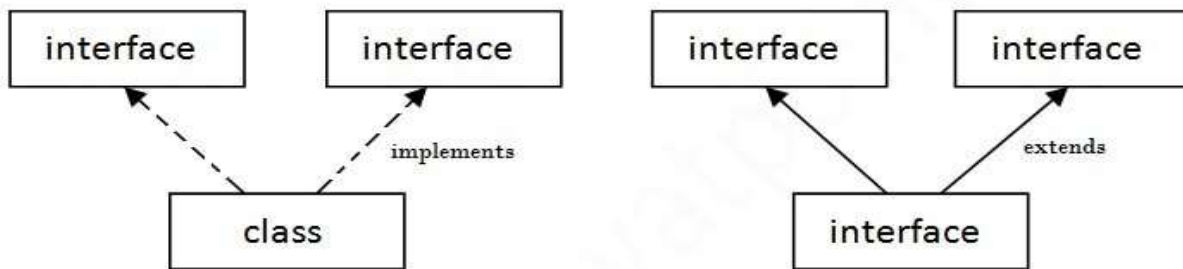 interface interface interface interface
implements extends
class interface